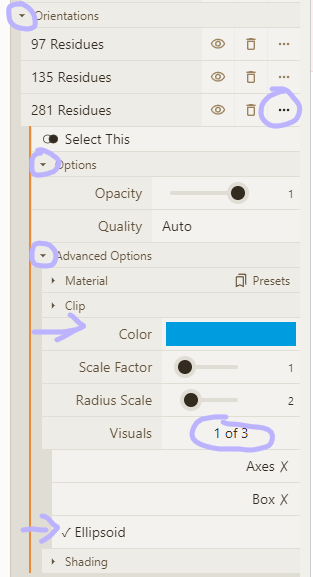 Orientations
97 Residues
135 Residues
281 Residues
Select This
Options
Opacity 1
Quality Auto
Advanced Options
Material Presets
Clip
Color
Scale Factor 1
Radius Scale 2
Visuals 1 of 3
Axes ✗
Box ✗
✓ Ellipsoid
Shading